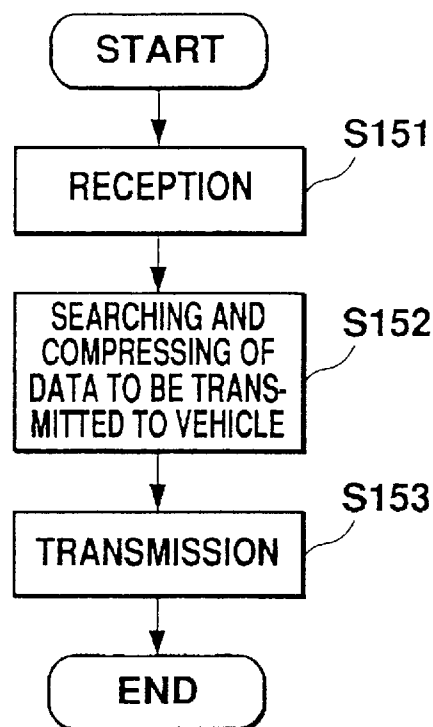 START
S151
RECEPTION
S152
SEARCHING AND
COMPRESSING OF
DATA TO BE TRANS-
MITTED TO VEHICLE
S153
TRANSMISSION
END